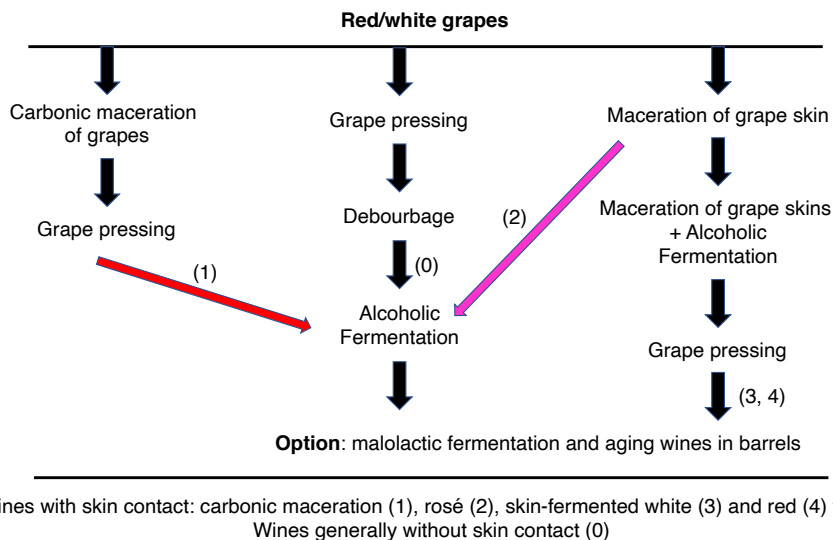 Red/white grapes
Carbonic maceration
of grapes
Grape pressing
(1)
Grape pressing
Debourbage
(0)
Alcoholic
Fermentation
Maceration of grape skin
(2)
Maceration of grape skins
+ Alcoholic
Fermentation
Grape pressing
(3, 4)
Option: malolactic fermentation and aging wines in barrels
ines with skin contact: carbonic maceration (1), rosé (2), skin-fermented white (3) and red (4)
Wines generally without skin contact (0)